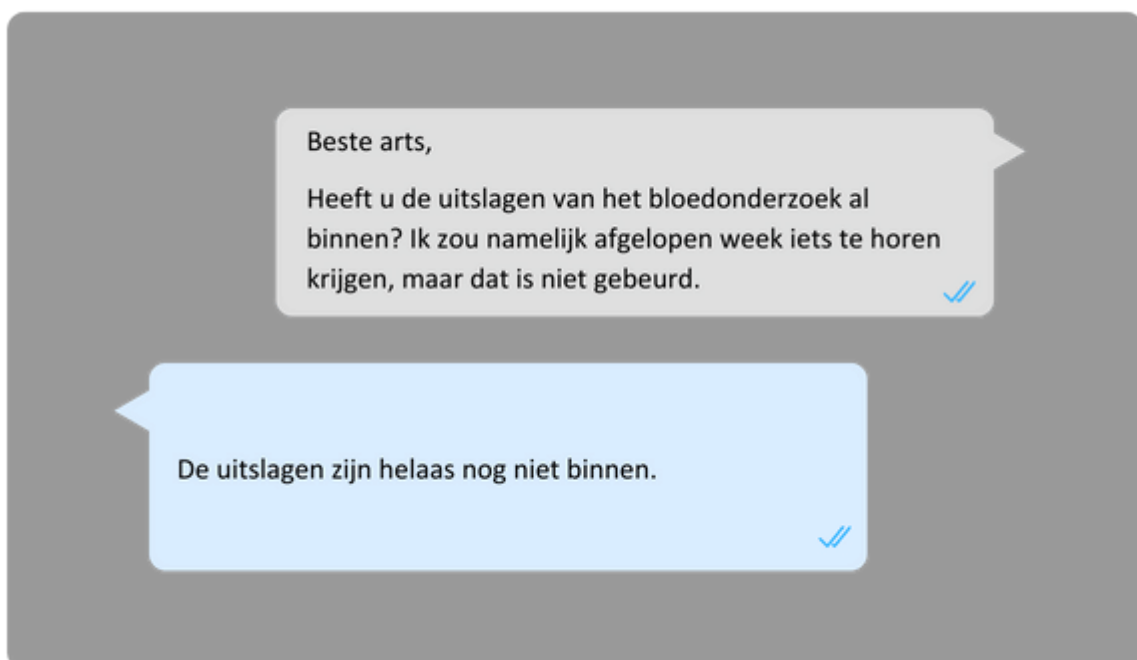 Beste arts,
Heeft u de uitslagen van het bloedonderzoek al
binnen? Ik zou namelijk afgelopen week iets te horen
krijgen, maar dat is niet gebeurd.
De uitslagen zijn helaas nog niet binnen.